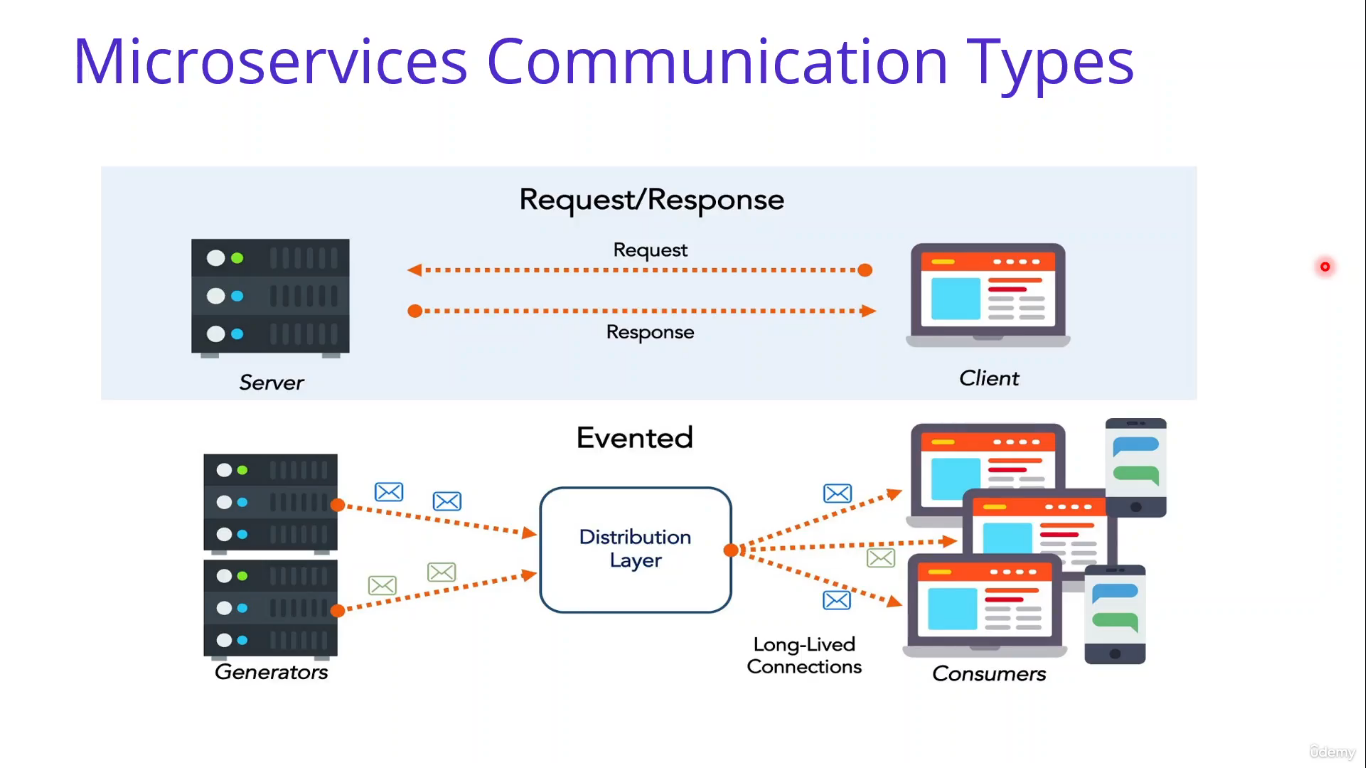 Microservices Communication Types
Request/Response
Request
Response
Server
Client
Evented
Distribution
Layer
Long-Lived
Connections
Generators
Consumers
ûdemy